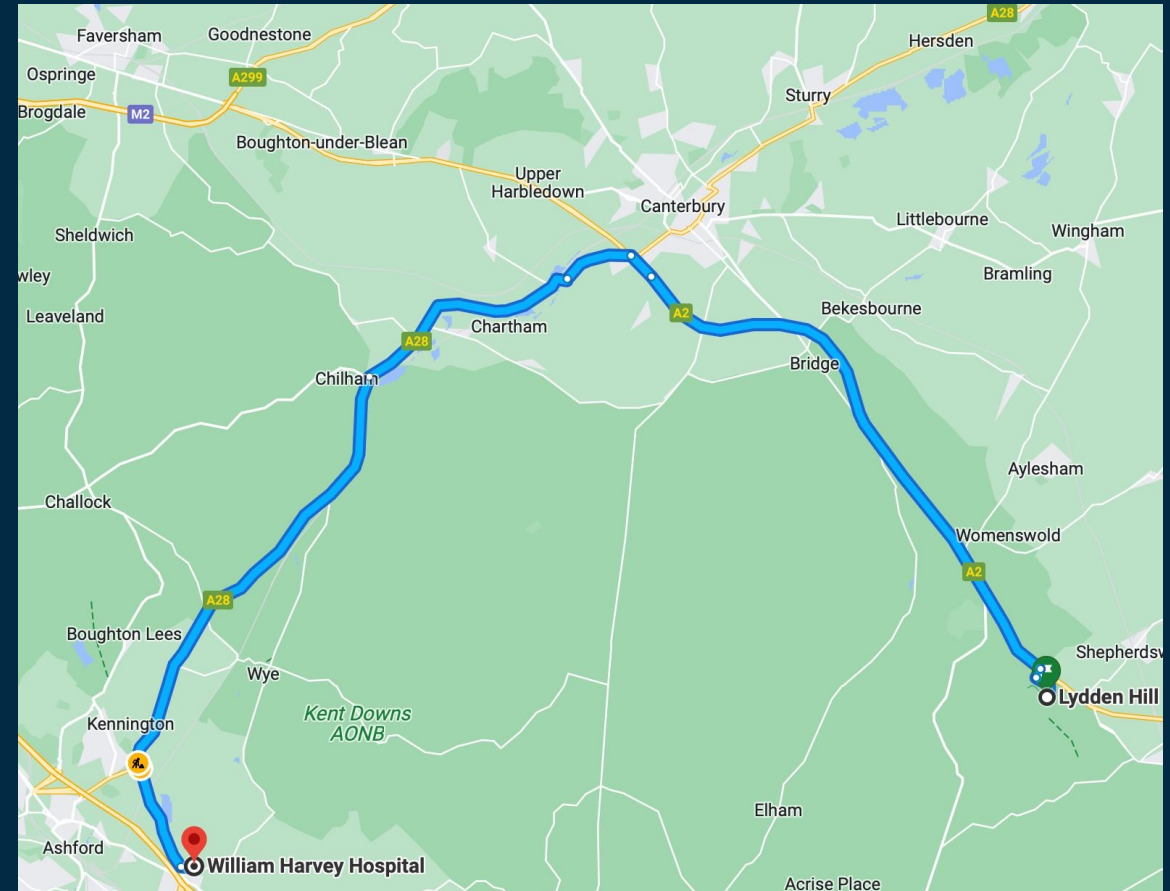 A28
Faversham
Goodnestone
Hersden
Ospringe
A299
Sturry
Brogdale
M2
Boughton-under-Blean
Upper
Harbledown
Canterbury
Littlebourne
Wingham
Sheldwich
wley
Bramling
Leaveland
Bekesbourne
A2
Chartham
A28
Bridge
Chilham
Aylesham
Challock
Womenswold
A2
A28
Boughton Lees
Shepherdsw
Wye
Lydden Hill
Kent Downs
AONB
Kennington
Elham
Ashford
William Harvey Hospital
Acrise Place